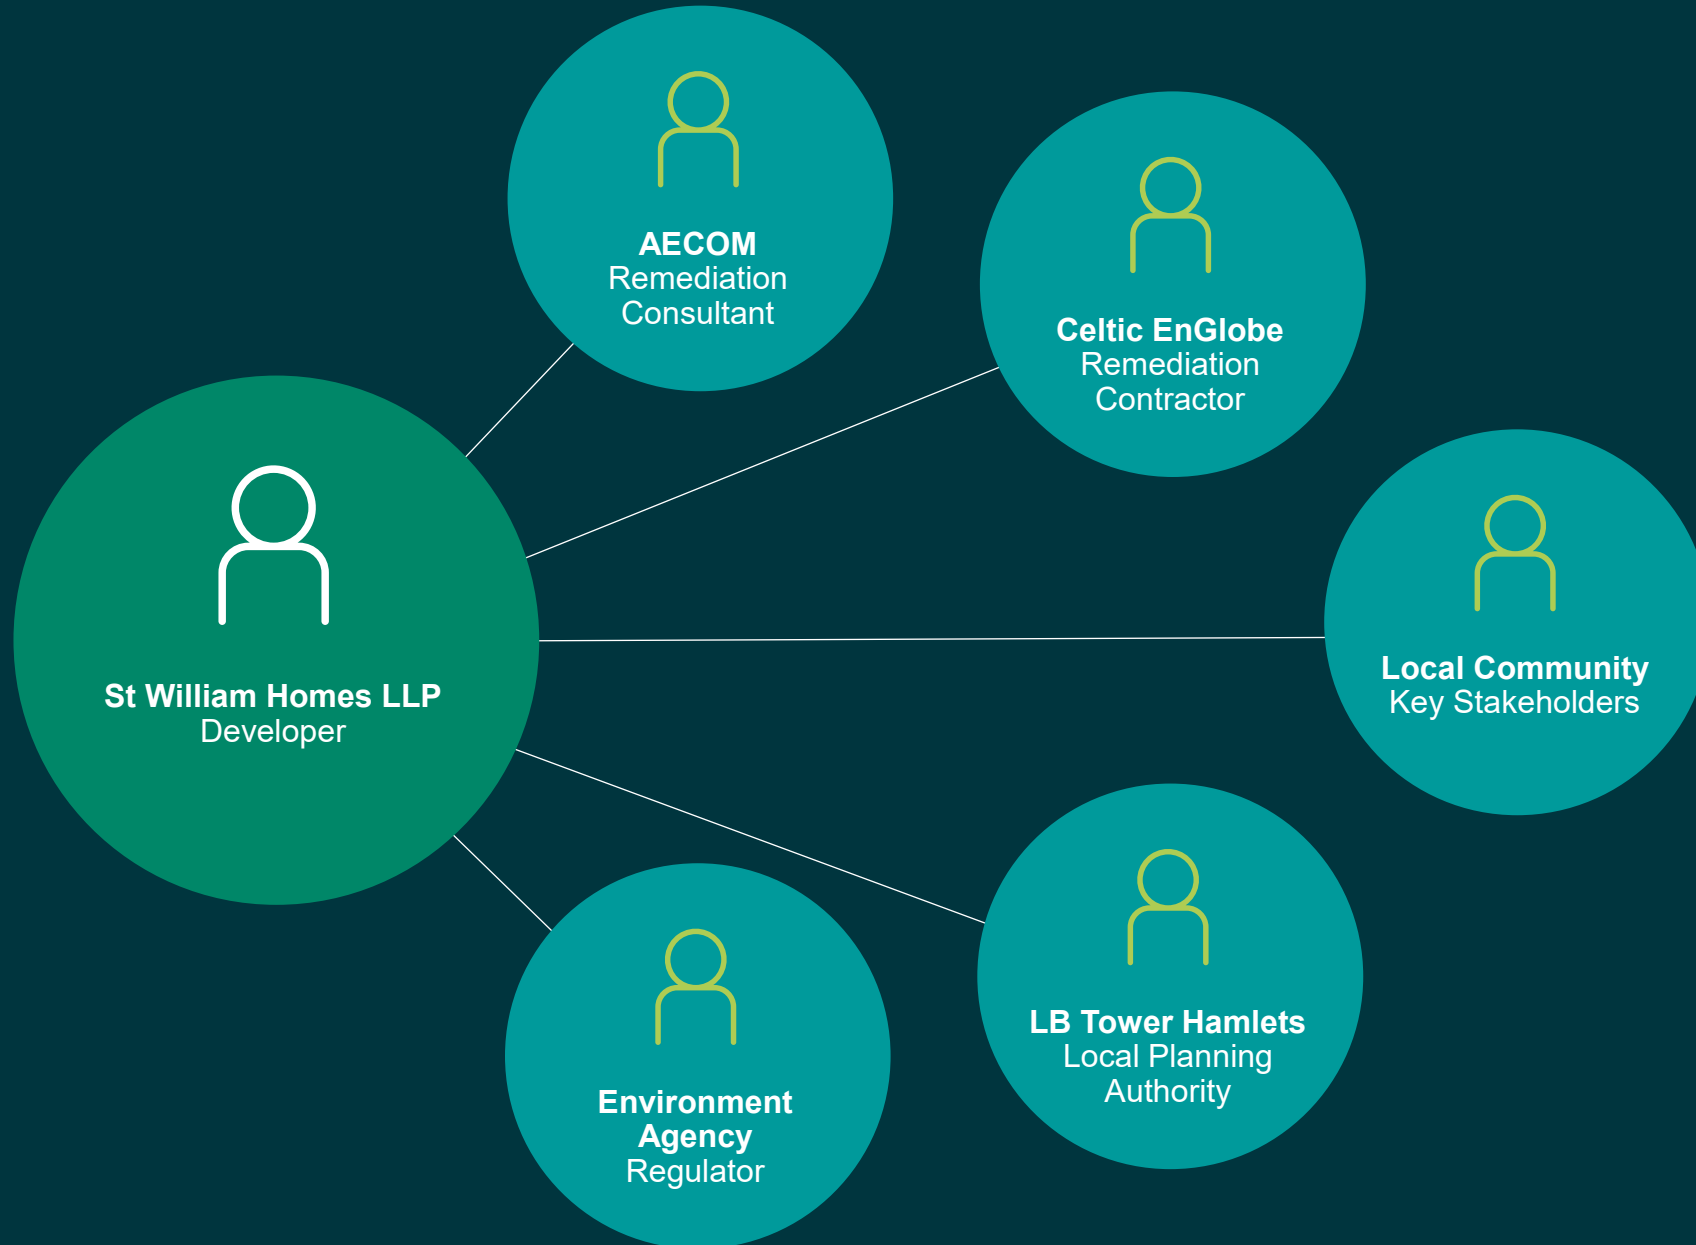 AECOM
Remediation
Consultant
Celtic EnGlobe
Remediation
Contractor
Local Community
Key Stakeholders
St William Homes LLP
Developer
LB Tower Hamlets
Local Planning
Authority
Environment
Agency
Regulator